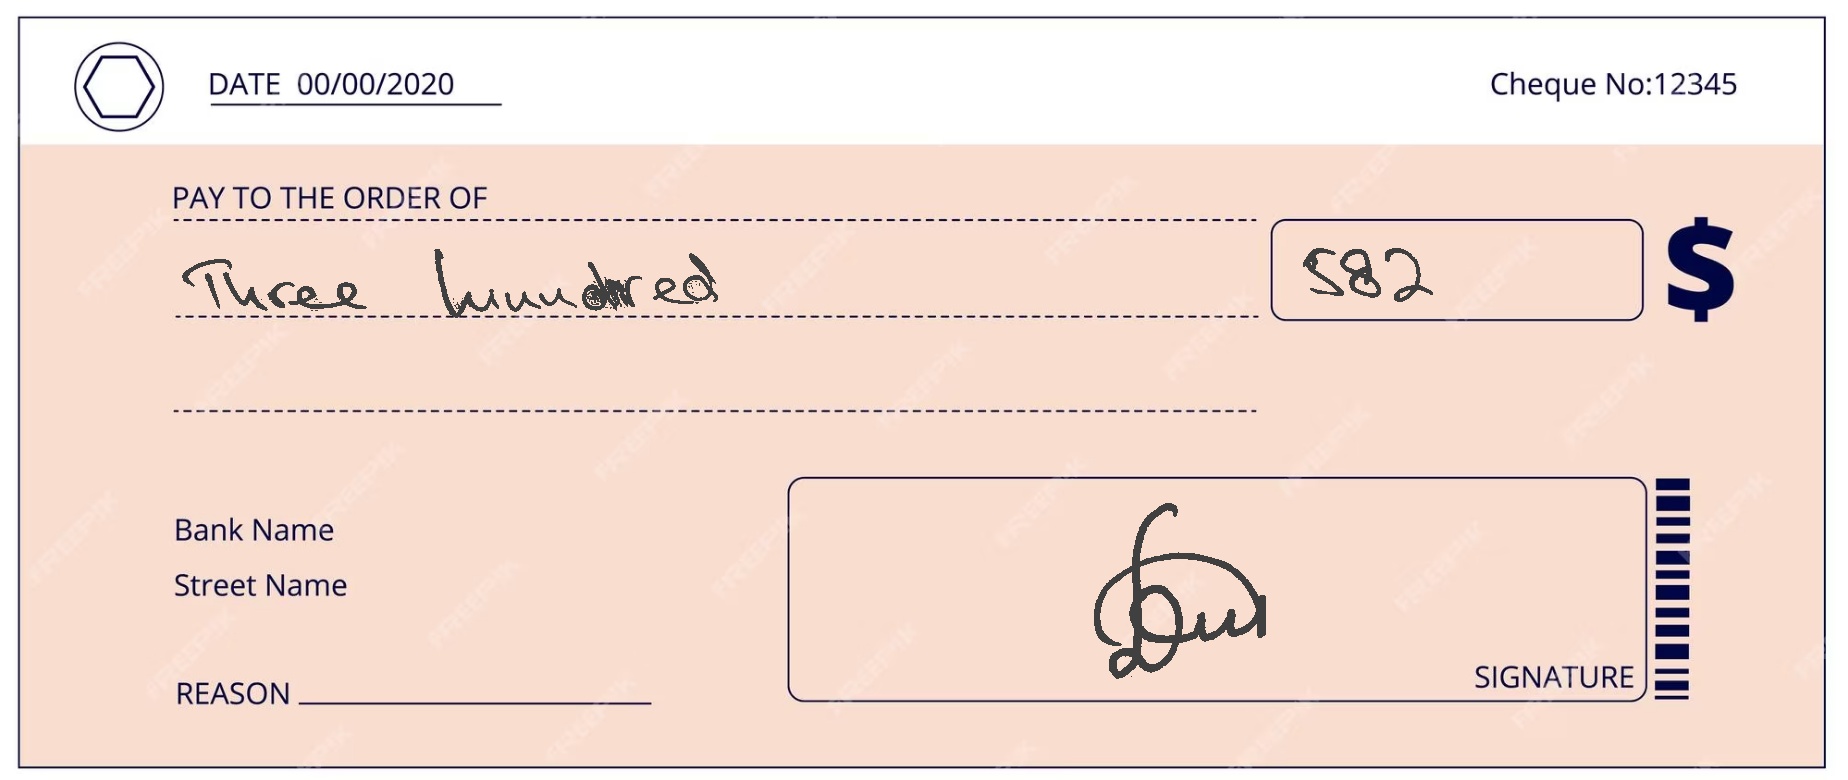 DATE 00/00/2020 Cheque No:12345
PAY TO THE ORDER OF
Three hundred 582 $
Bank Name
Street Name
REASON
SIGNATURE